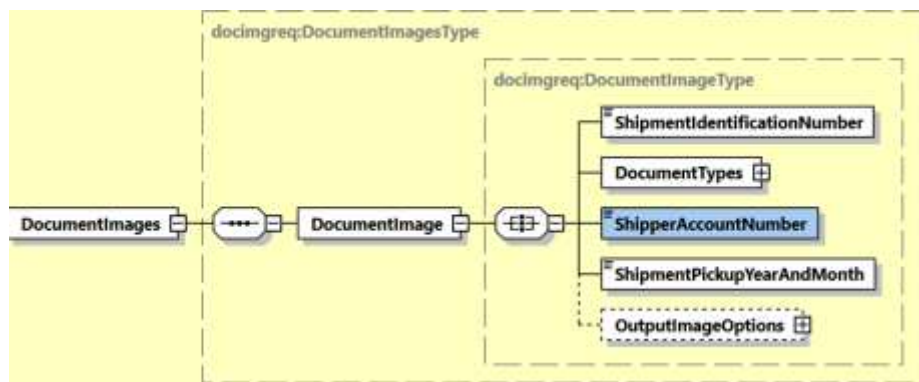 docimgreq:DocumentImagesType
docimgreq:DocumentImageType
ShipmentIdentificationNumber
DocumentTypes
DocumentImages
DocumentImage
ShipperAccountNumber
ShipmentPickupYearAndMonth
OutputImageOptions